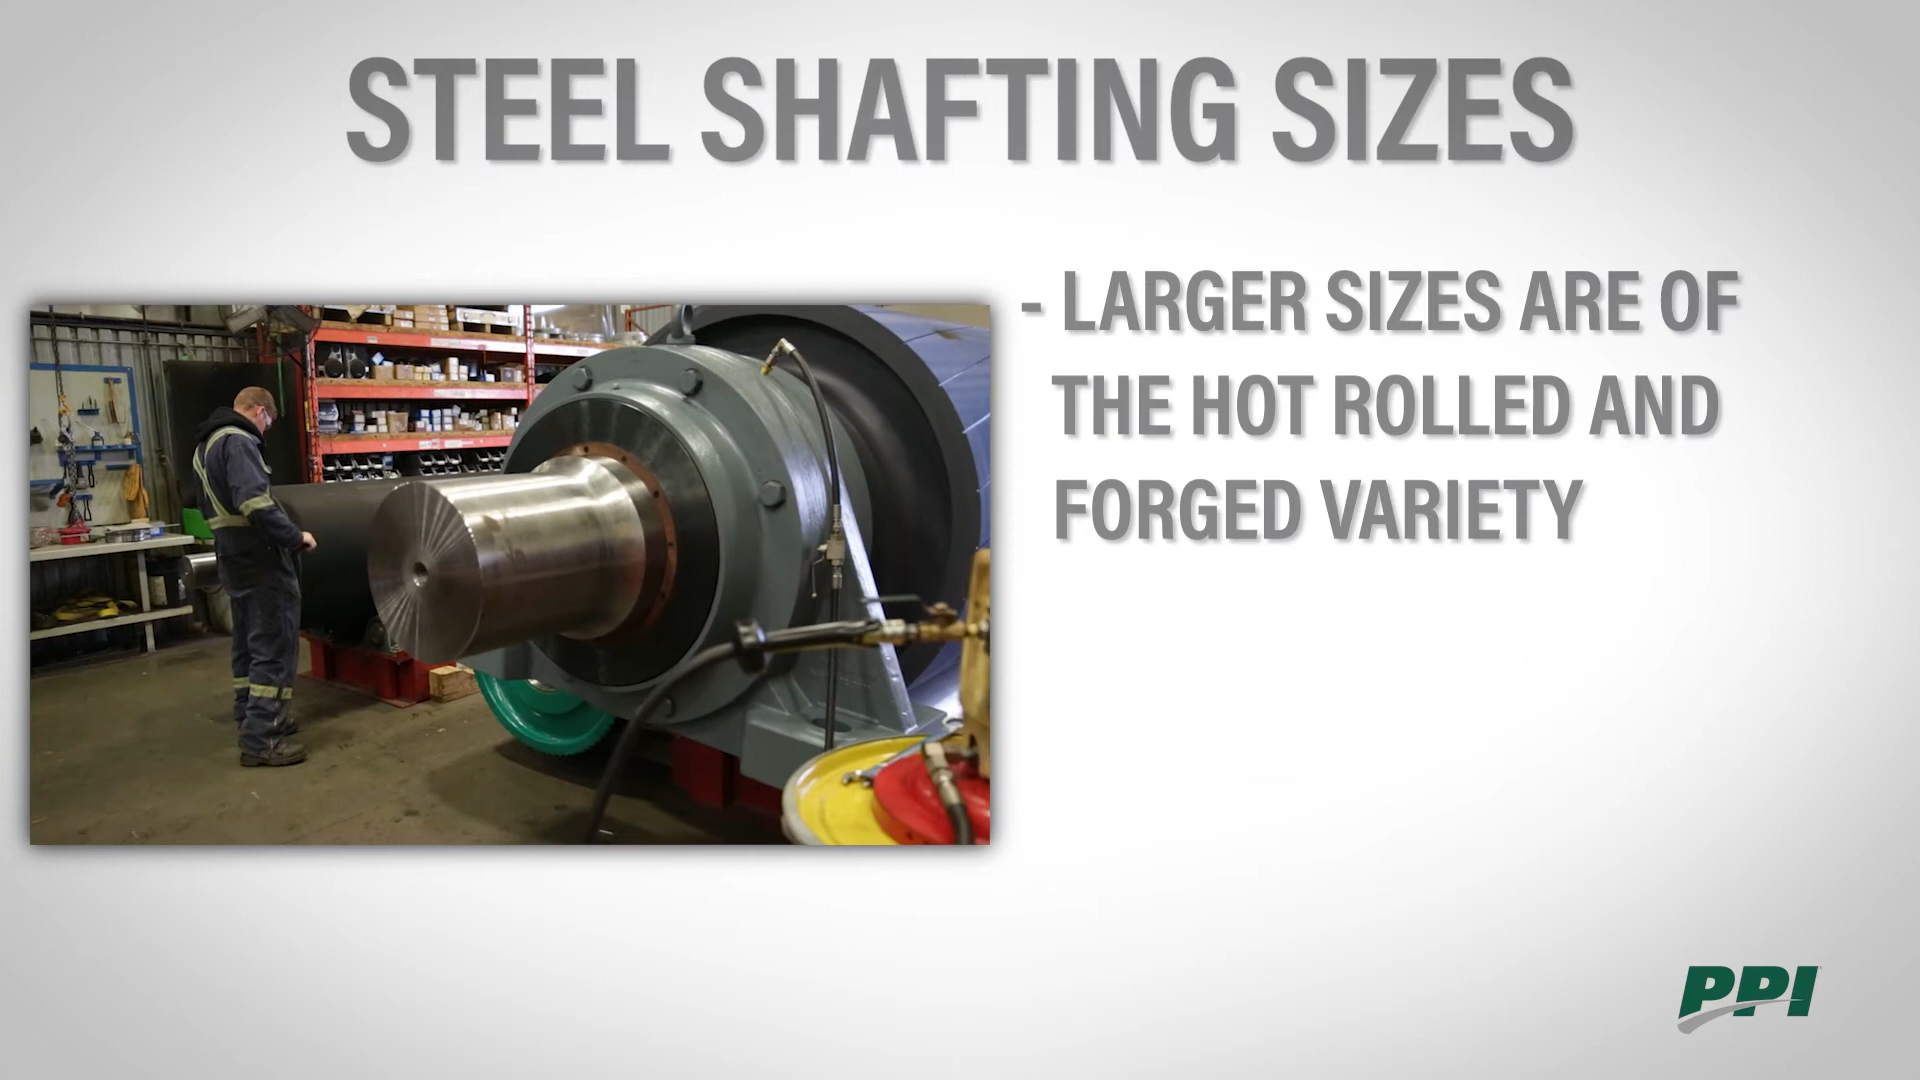 STEEL SHAFTING SIZES
- LARGER SIZES ARE OF
THE HOT ROLLED AND
FORGED VARIETY
PPI